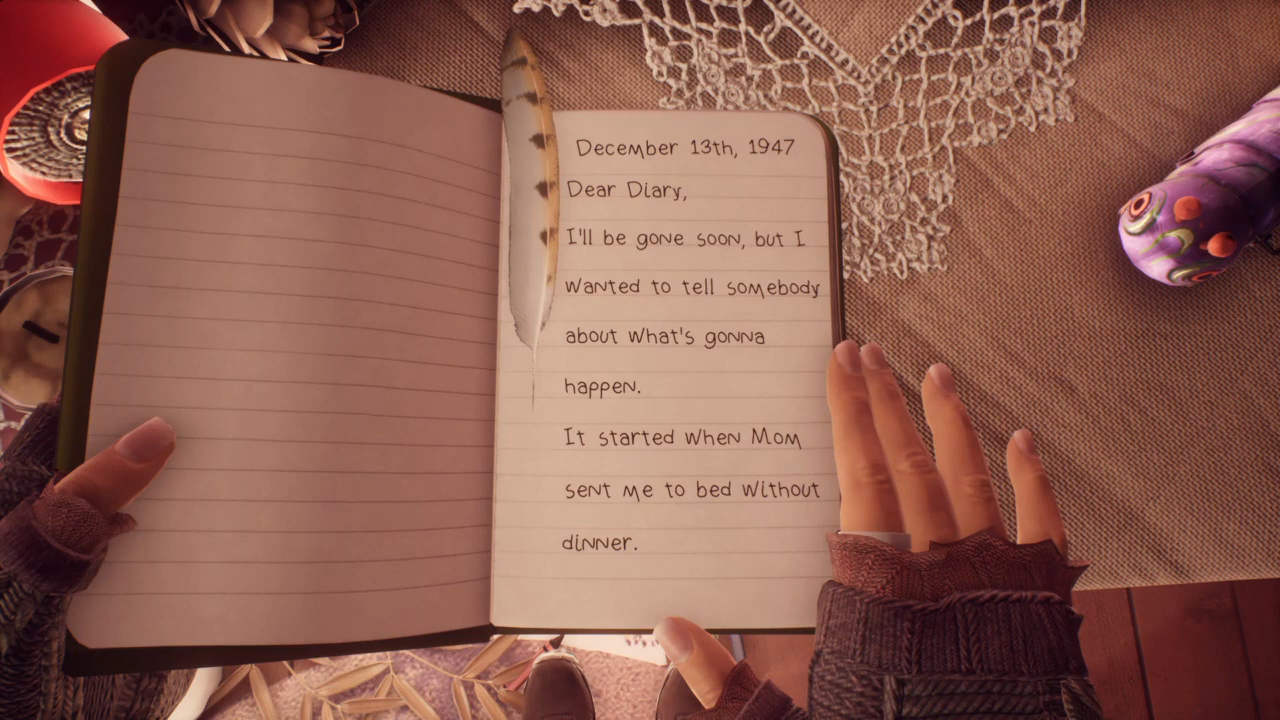 December 13th, 1947
Dear Diary,
I'll be gone soon, but I
wanted to tell somebody
about what's gonna
happen.
It started when Mom
sent me to bed without
dinner.